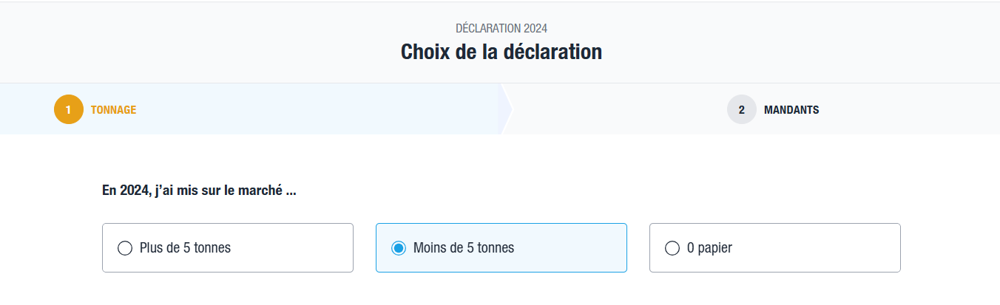 DÉCLARATION 2024
Choix de la déclaration
1 TONNAGE
2 MANDANTS
En 2024, j’ai mis sur le marché ...
Plus de 5 tonnes
Moins de 5 tonnes
0 papier